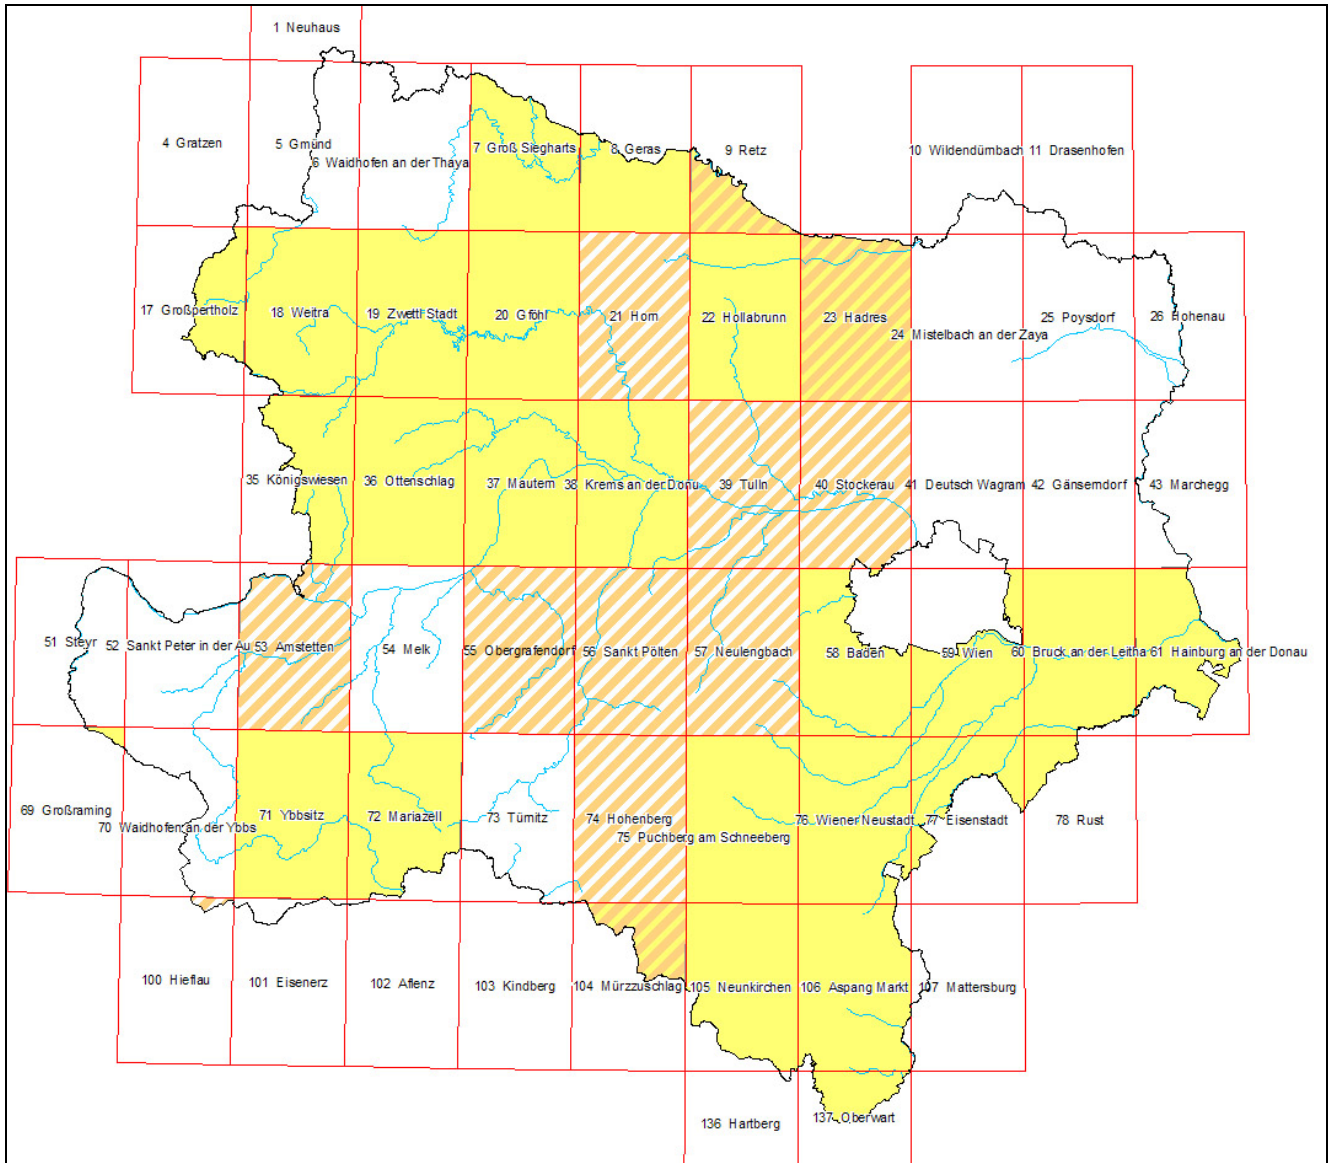 1 Neuhaus
4 Gratzen
5 Gmünd
6 Waidhofen an der Thaya
7 Groß Siegharts
8 Geras
9 Retz
10 Wildendürnbach
11 Drasenhofen
17 Großpertholz
18 Weitra
19 Zwettl Stadt
20 Gföhl
21 Horn
22 Hollabrunn
23 Hadres
24 Mistelbach an der Zaya
25 Poysdorf
26 Hohenau
35 Königswiesen
36 Ottenschlag
37 Mautern
38 Krems an der Donu
39 Tulln
40 Stockerau
41 Deutsch Wagram
42 Gänserndorf
43 Marchegg
51 Steyr
52 Sankt Peter in der Au
53 Amstetten
54 Melk
55 Obergrafendorf
56 Sankt Pölten
57 Neulengbach
58 Baden
59 Wien
60 Bruck an der Leitha
61 Hainburg an der Donau
69 Großraming
70 Waidhofen an der Ybbs
71 Ybbsitz
72 Mariazell
73 Türnitz
74 Hohenberg
75 Puchberg am Schneeberg
76 Wiener Neustadt
77 Eisenstadt
78 Rust
100 Hieflau
101 Eisenerz
102 Aflenz
103 Kindberg
104 Mürzzuschlag
105 Neunkirchen
106 Aspang Markt
107 Mattersburg
136 Hartberg
137 Oberwart